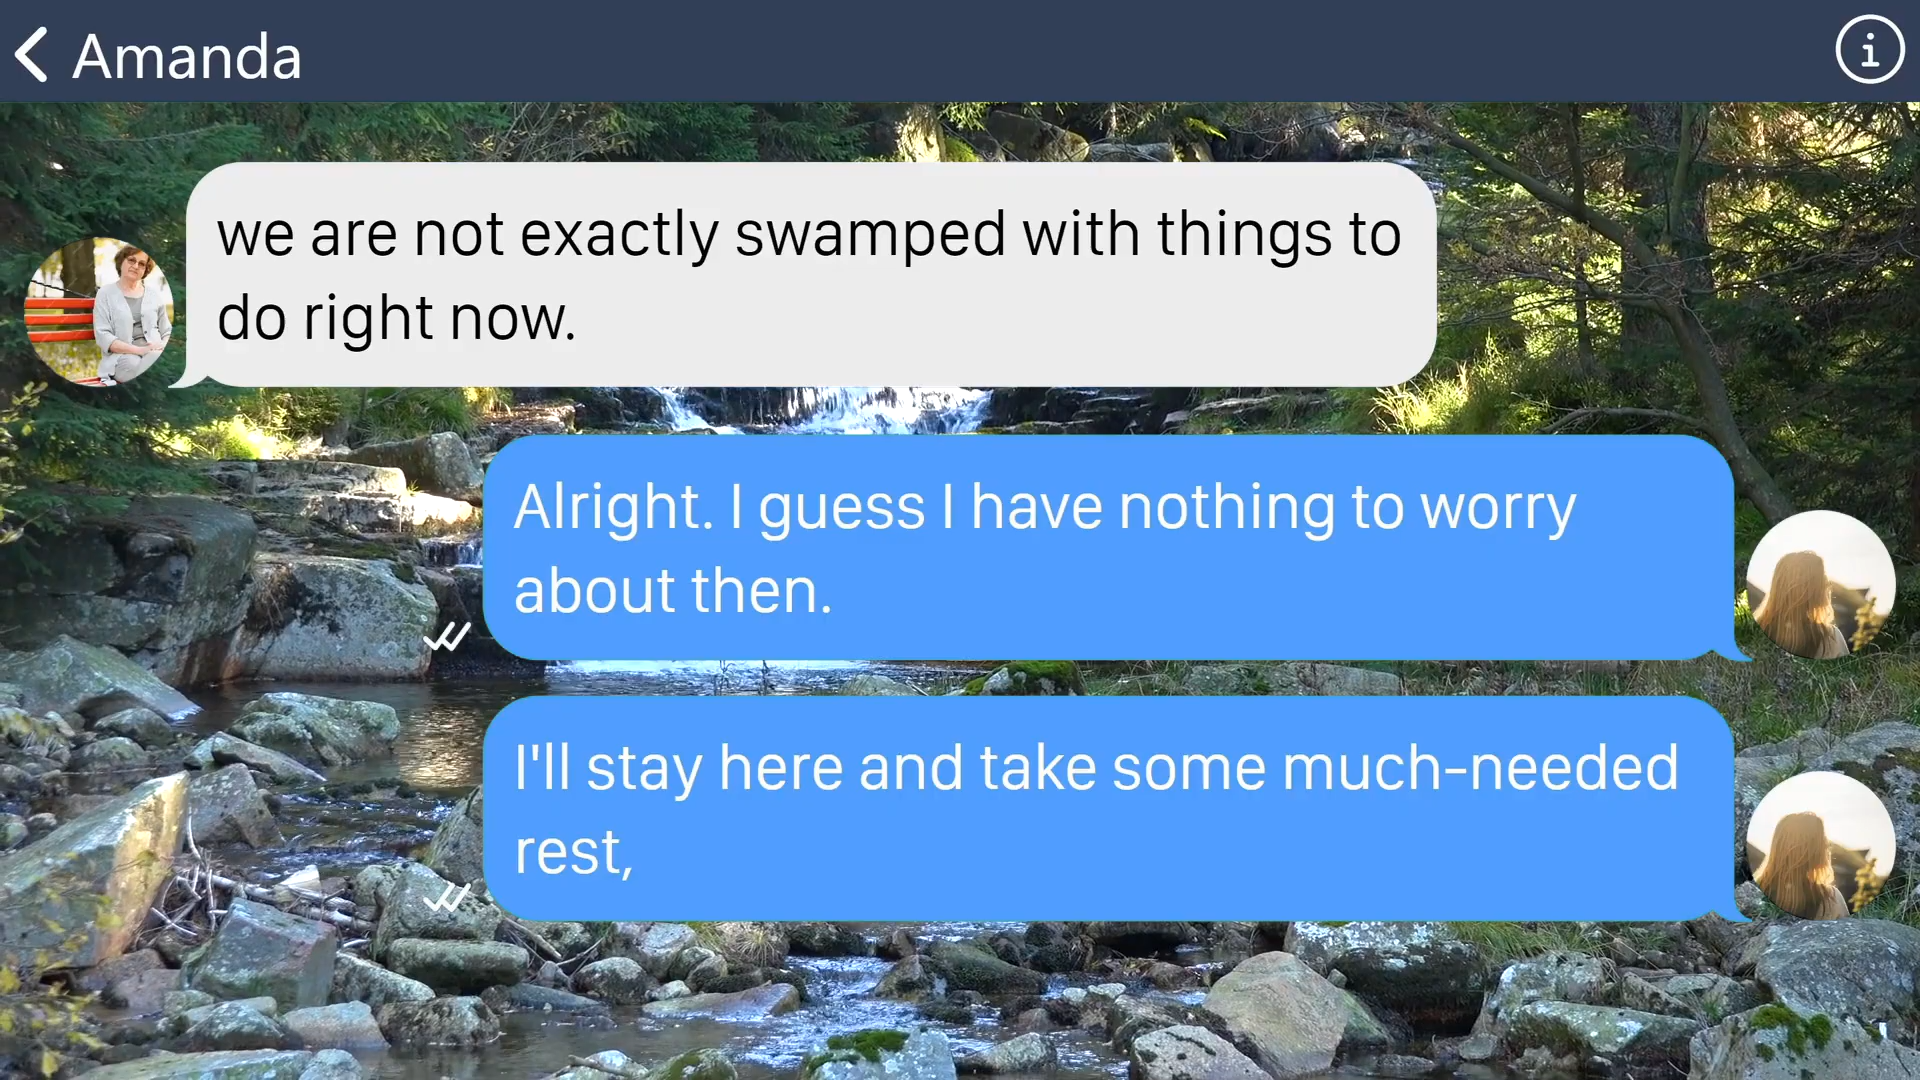 Amanda
we are not exactly swamped with things to
do right now.
Alright. I guess I have nothing to worry
about then.
I'll stay here and take some much-needed
rest,